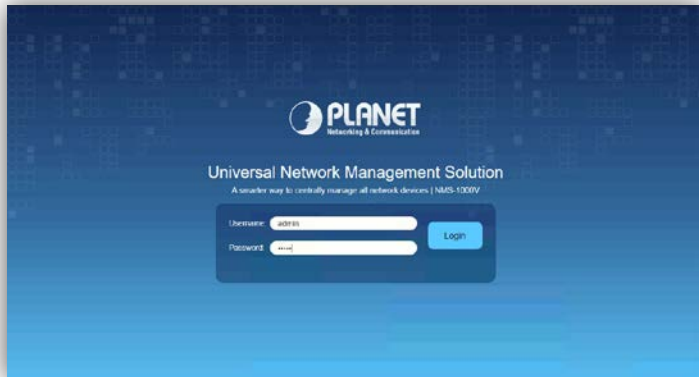 PLANET
Networking & Communication
Universal Network Management Solution
A smarter way to centrally manage all network devices | NMS-1000V
Username: admin
Login
Password: •••••